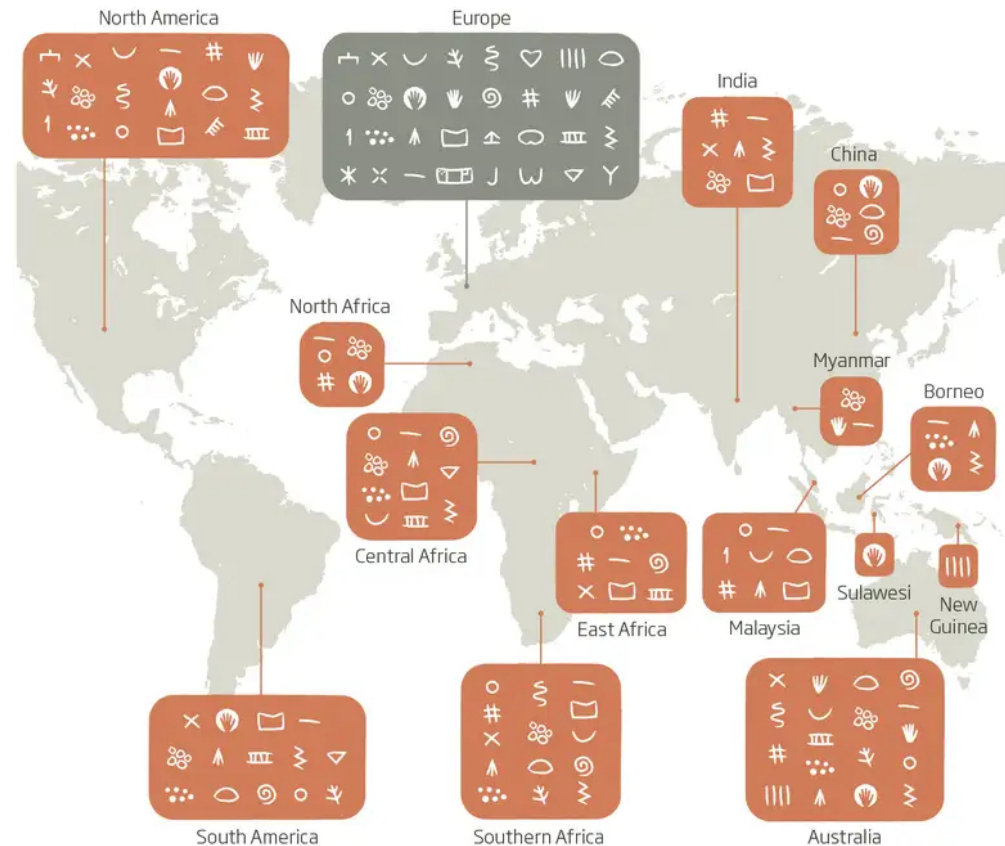 North America
Europe
India
China
North Africa
Myanmar
Borneo
Central Africa
East Africa
Malaysia
Sulawesi
New
Guinea
South America
Southern Africa
Australia